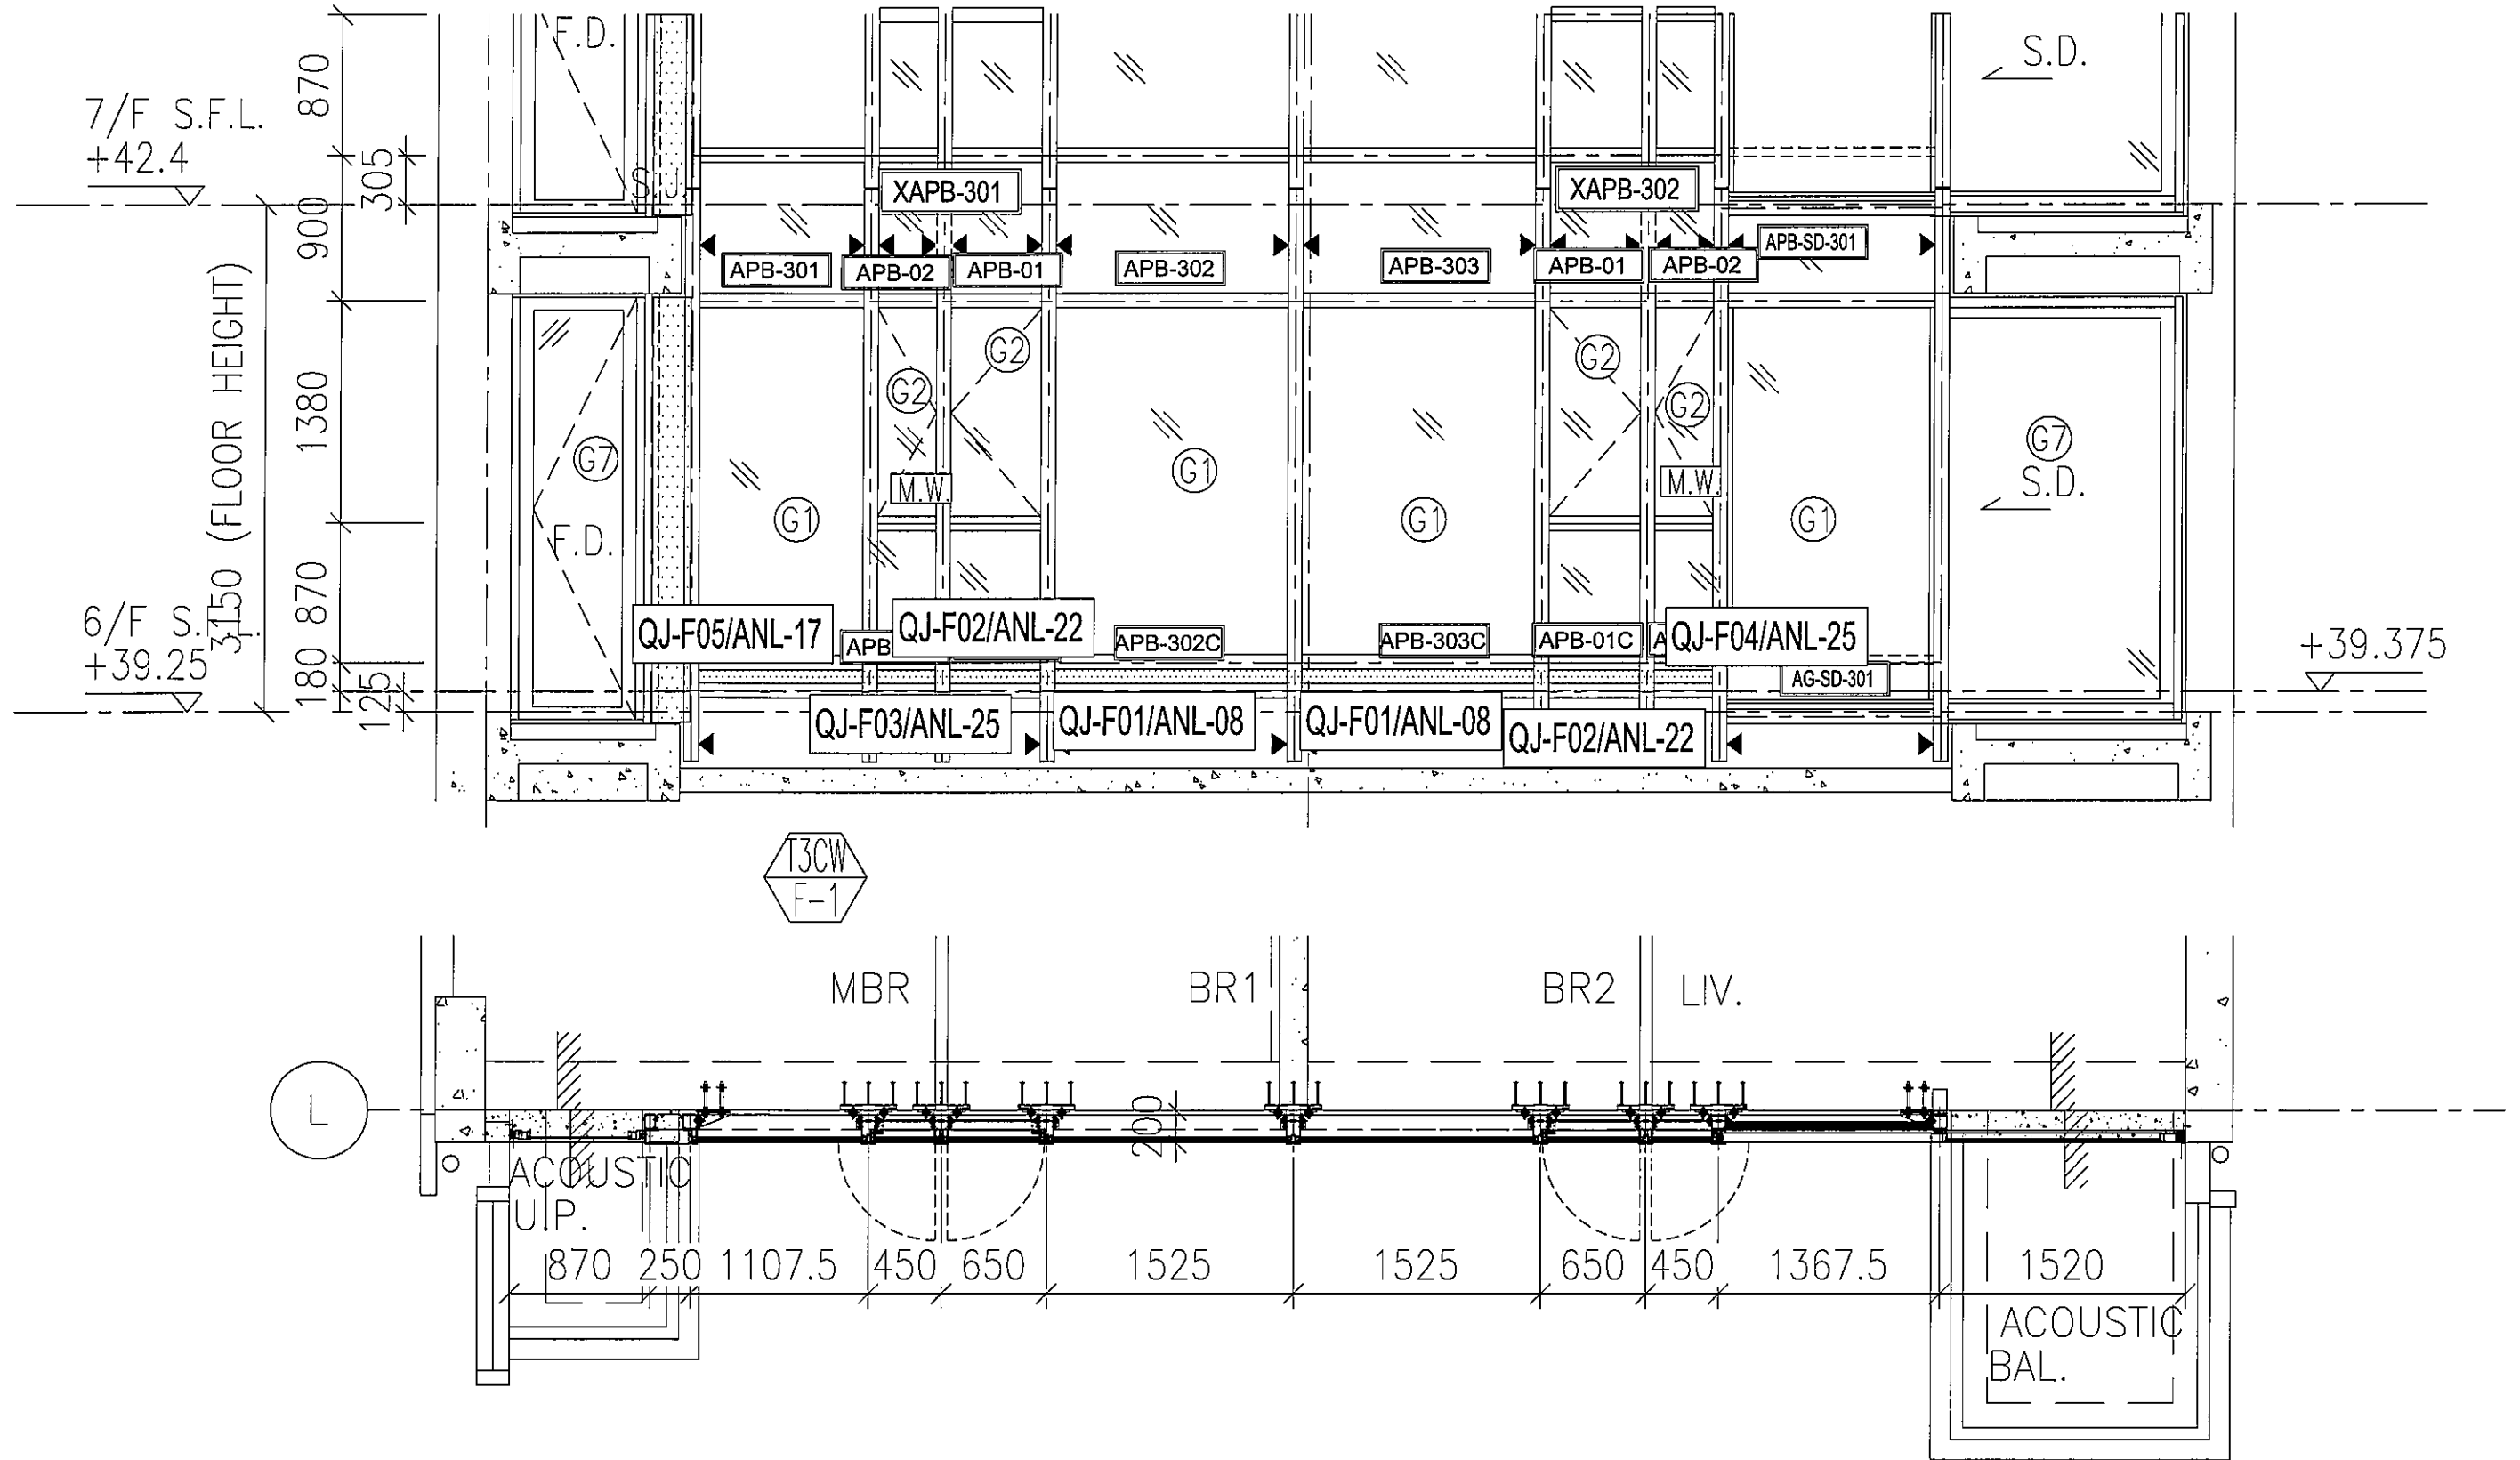 F.D.
S.D.
870
7/F S.F.L.
+42.4
305
900
XAPB-301
XAPB-302
APB-SD-301
APB-301
APB-02
APB-01
APB-302
APB-303
APB-01
APB-02
G2
G2
G2
G2
1380
3150 (FLOOR HEIGHT)
G7
G7
S.D.
M.W.
M.W.
G1
G1
G1
G1
F.D.
870
6/F
+39.25
180
125
QJ-F05/ANL-17
QJ-F02/ANL-22
APB-302C
APB-303C
APB-01C
QJ-F04/ANL-25
+39.375
AG-SD-301
QJ-F03/ANL-25
QJ-F01/ANL-08
QJ-F01/ANL-08
QJ-F02/ANL-22
T3CW
F-1
MBR
BR1
BR2
LIV.
L
200
ACOUSTIC
U.P.
870 250 1107.5 450 650 1525 1525 650 450 1367.5 1520
ACOUSTIC
BAL.